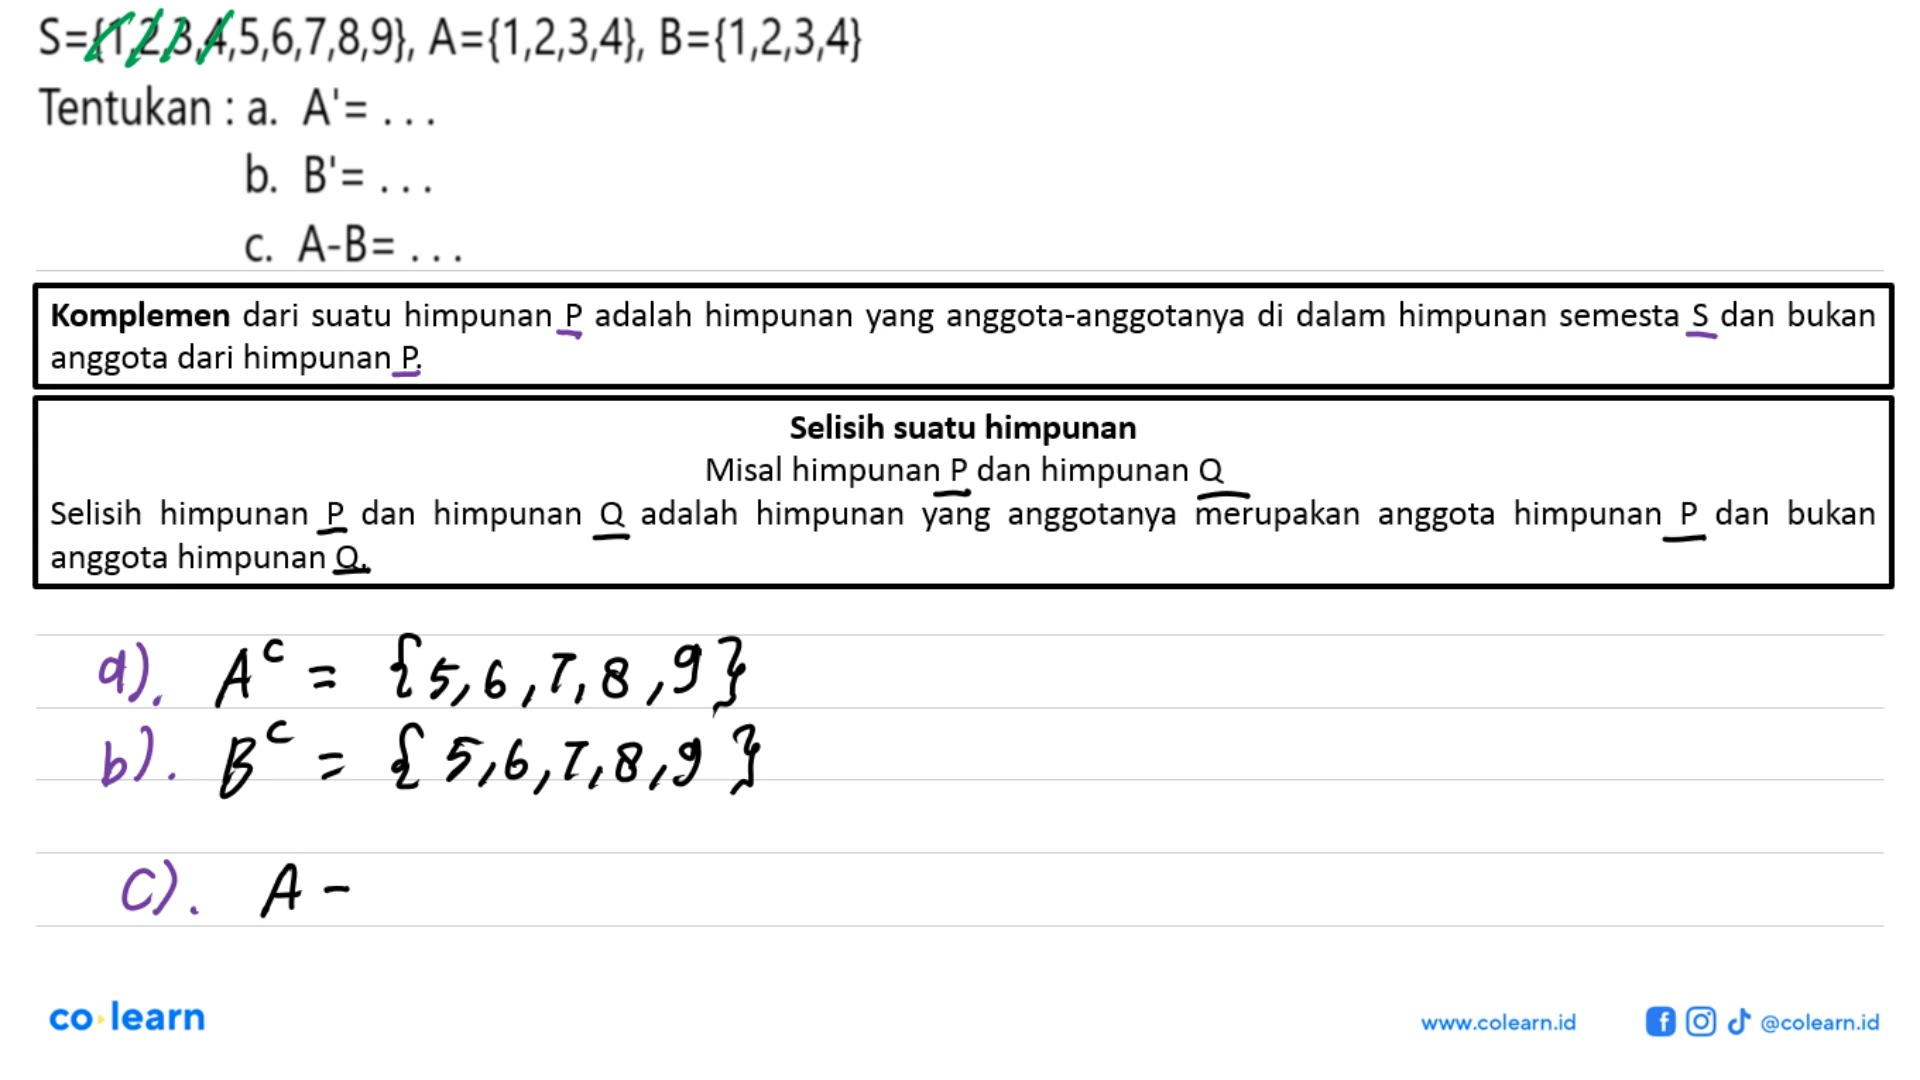 S={1,2,3,4,5,6,7,8,9}, A={1,2,3,4}, B={1,2,3,4}
Tentukan : a. A'= . . .
b. B'= . . .
c. A-B= . . .
Komplemen dari suatu himpunan P adalah himpunan yang anggota-anggotanya di dalam himpunan semesta S dan bukan
anggota dari himpunan P.
Selisih suatu himpunan
Misal himpunan P dan himpunan Q
Selisih himpunan P dan himpunan Q adalah himpunan yang anggotanya merupakan anggota himpunan P dan bukan
anggota himpunan Q.
a). A^c = {5,6,7,8,9}
b). B^c = {5,6,7,8,9}
c). A -
co learn
www.colearn.id @colearn.id